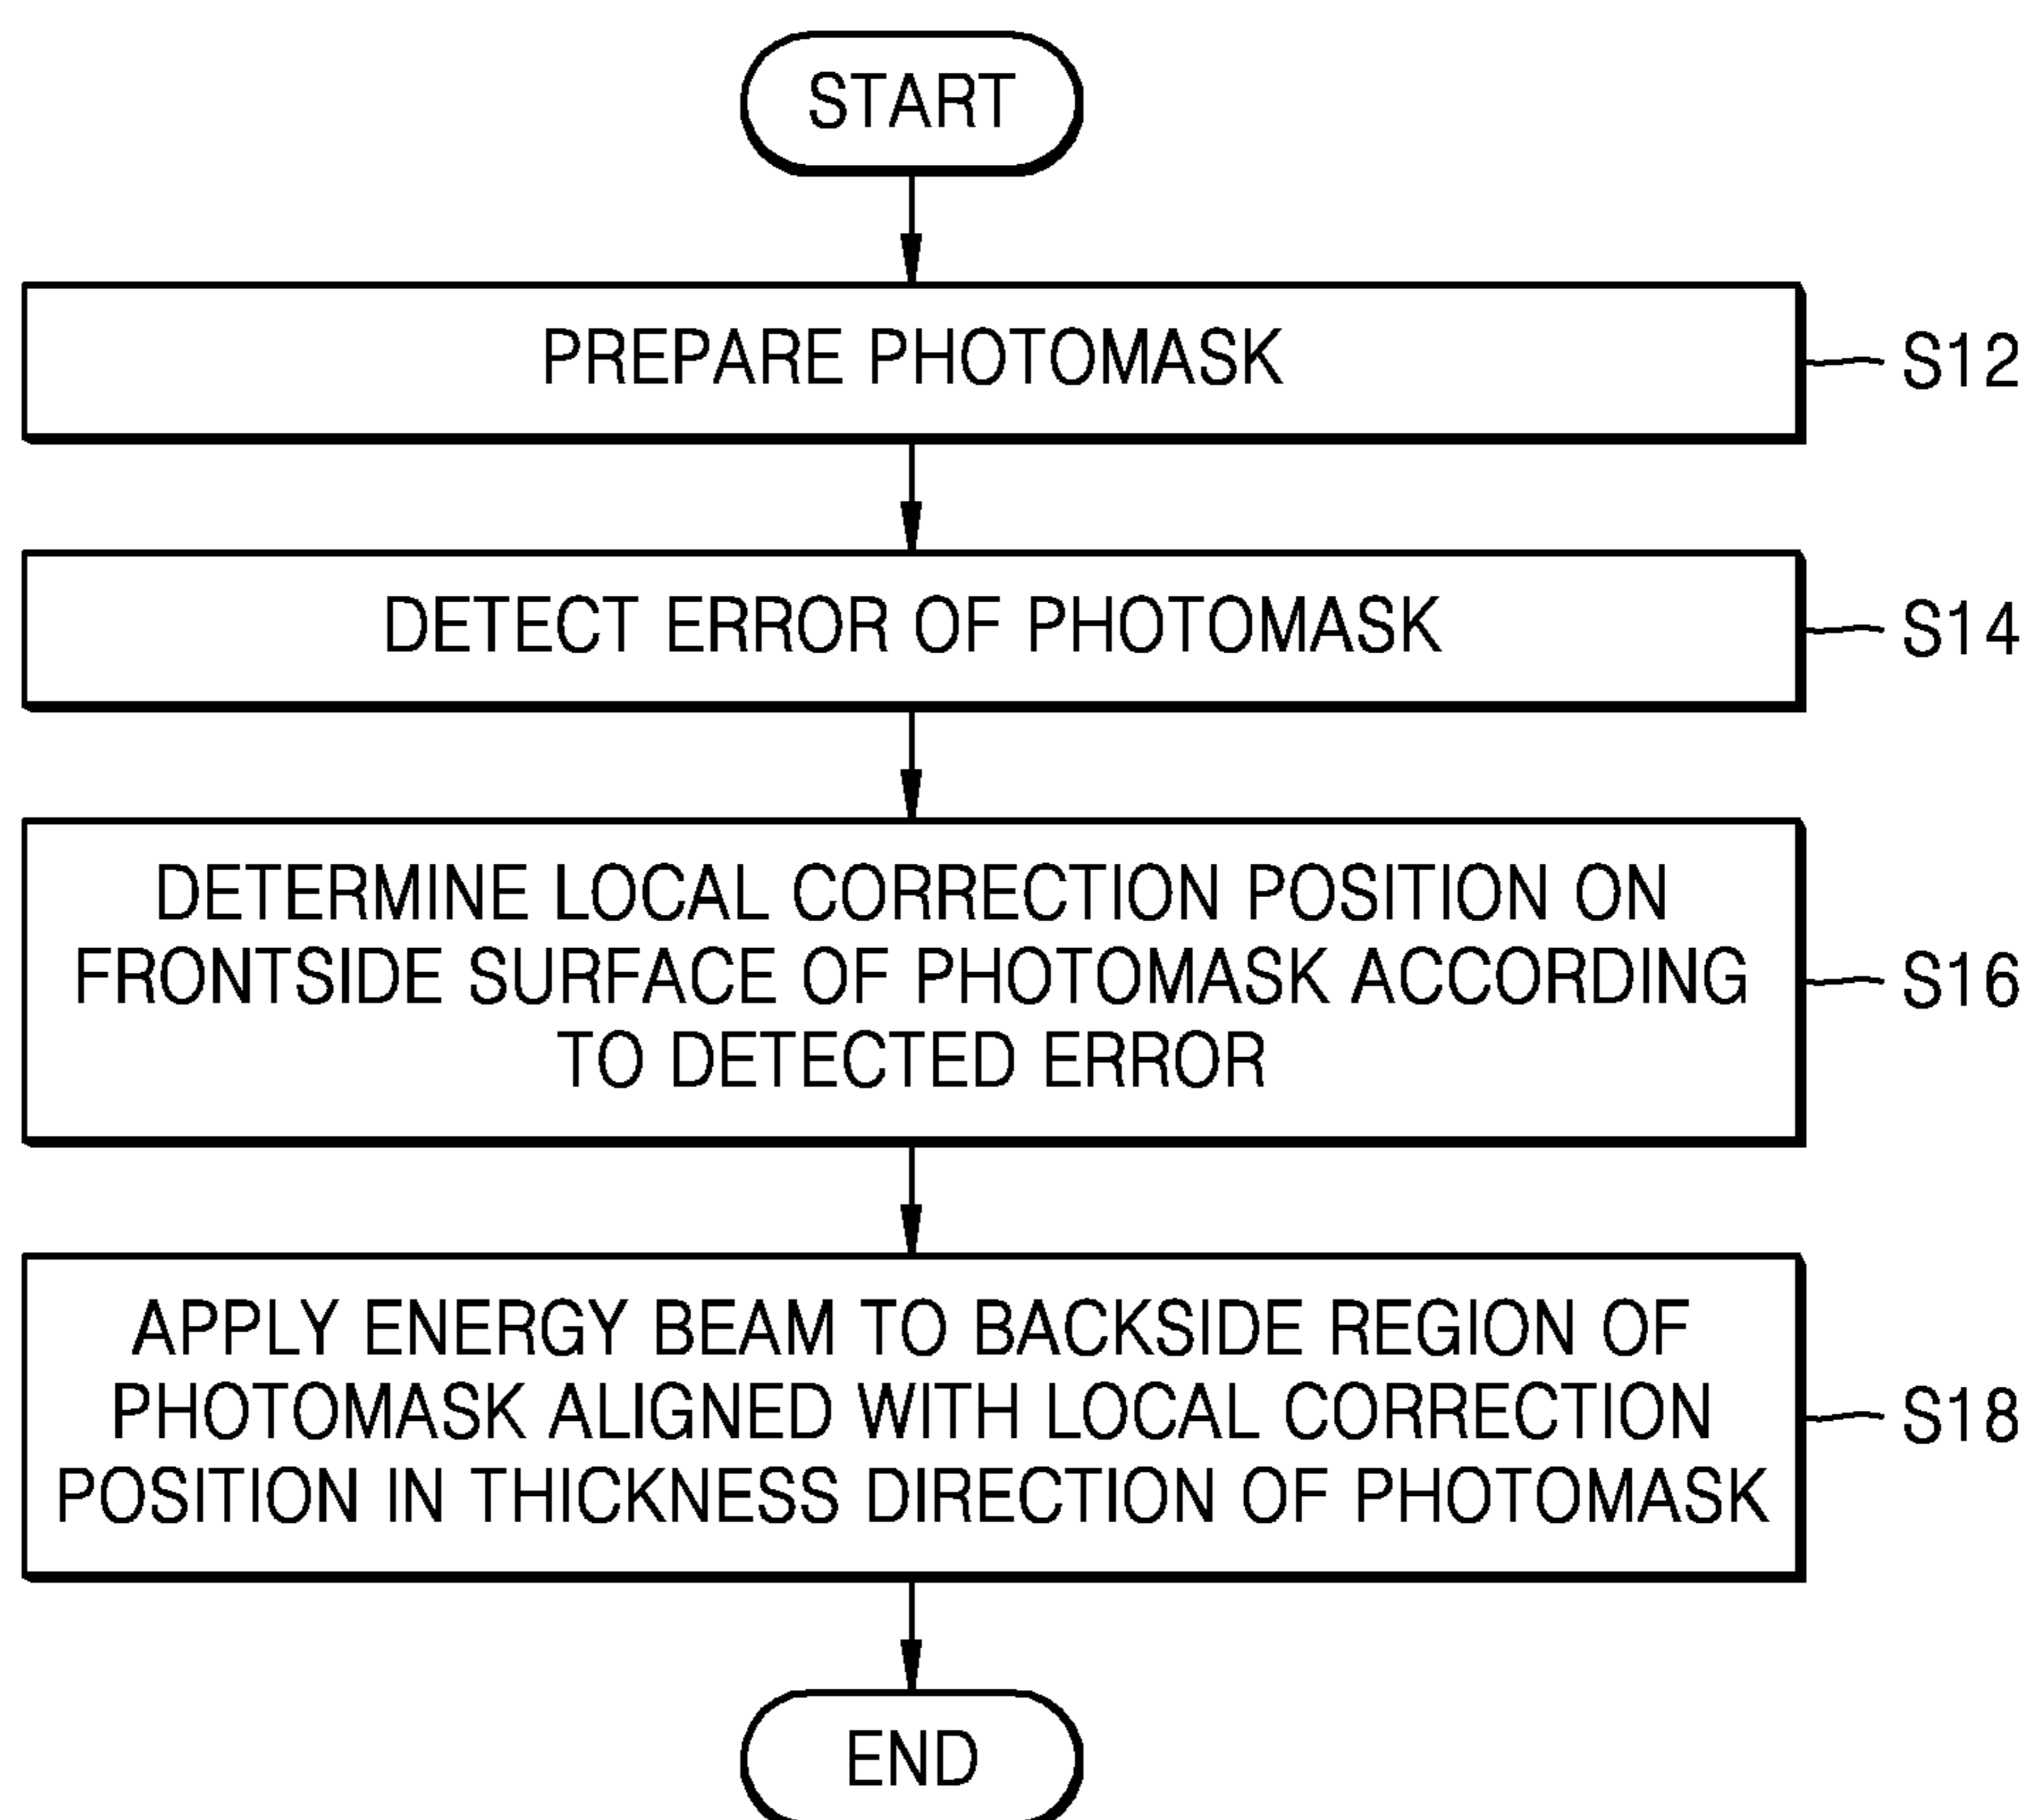 START
PREPARE PHOTOMASK
S12
DETECT ERROR OF PHOTOMASK
S14
DETERMINE LOCAL CORRECTION POSITION ON
FRONTSIDE SURFACE OF PHOTOMASK ACCORDING
TO DETECTED ERROR
S16
APPLY ENERGY BEAM TO BACKSIDE REGION OF
PHOTOMASK ALIGNED WITH LOCAL CORRECTION
POSITION IN THICKNESS DIRECTION OF PHOTOMASK
S18
END